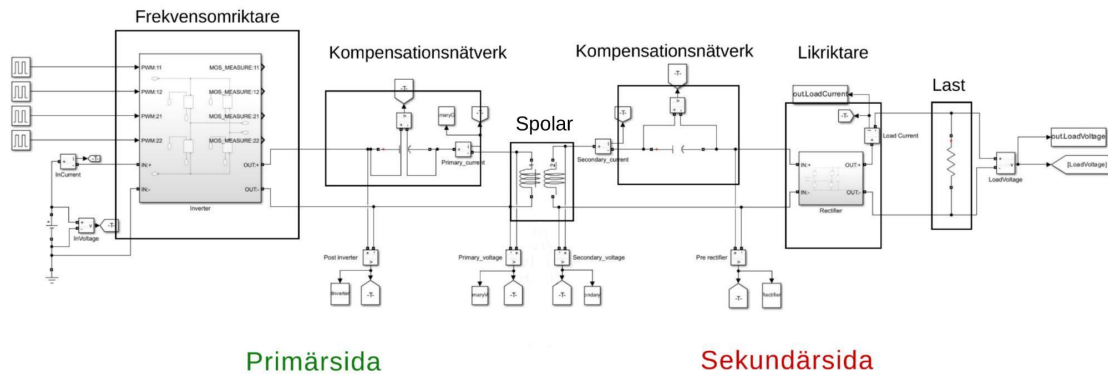 Frekvensomriktare
Kompensationsnätverk
Kompensationsnätverk
Likriktare
Last
Spolar
PWM:11
MOS_MEASURE:11
PWM:12
MOS_MEASURE:12
PWM:21
MOS_MEASURE:21
PWM:22
MOS_MEASURE:22
IN:+
OUT:+
IN:-
OUT:-
Inverter
InCurrent
InVoltage
Primary_current
Secondary_current
out.LoadCurrent
Load Current
IN:+
OUT:+
IN:-
OUT:-
Rectifier
LoadVoltage
out.LoadVoltage
[LoadVoltage]
Post inverter
Primary_voltage
Secondary_voltage
Pre rectifier
-T-
-T-
-T-
-T-
-T-
-T-
-T-
Rectifier
Primärsida
Sekundärsida